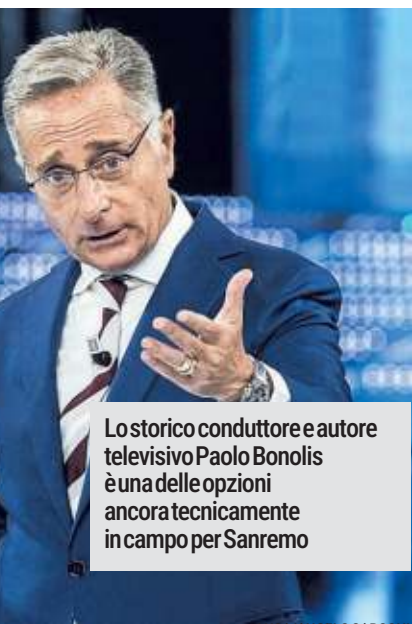 Lo storico conduttore e autore
televisivo Paolo Bonolis
è una delle opzioni
ancora tecnicamente
in campo per Sanremo